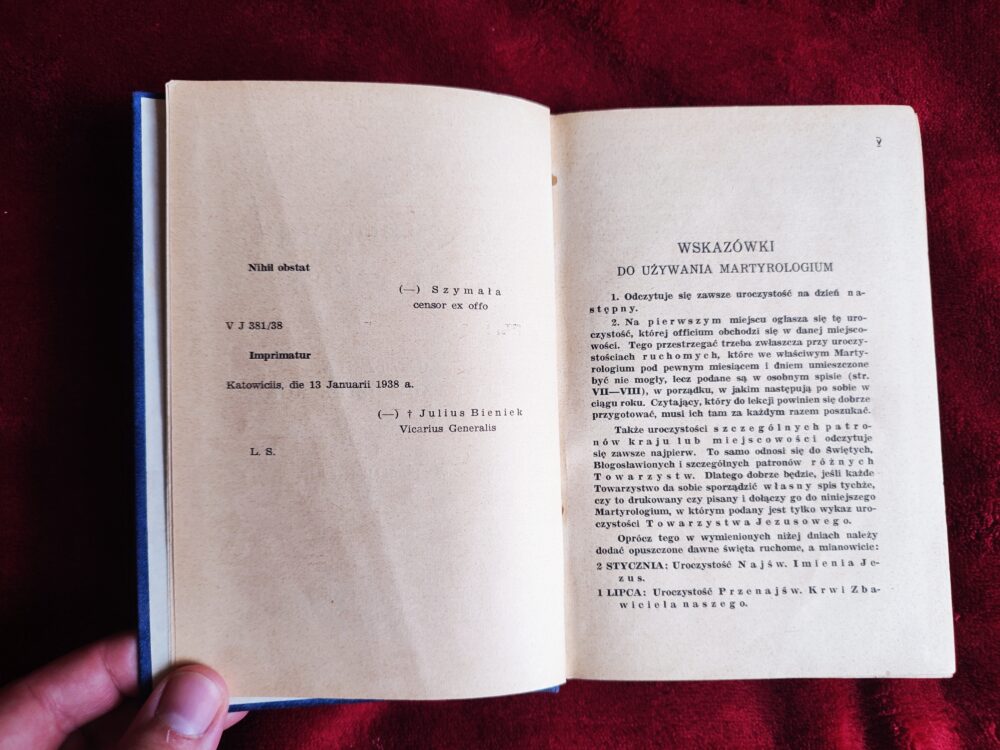 Nihil obstat
(—) Szymała
censor ex offo
V J 381/38
Imprimatur
Katowiciis, die 13 Januarii 1938 a.
(—) † Julius Bieniek
Vicarius Generalis
L. S.
WSKAZÓWKI
DO UŻYWANIA MARTYROLOGIUM
1. Odczytuje się zawsze uroczystość na dzień na-
stępny.
2. Na pierwszym miejscu ogłasza się tę uro-
czystość, której officium obchodzi się w danej miejsco-
wości. Tego przestrzegać trzeba zwłaszcza przy uroczy-
stościach ruchomych, które we właściwym Marty-
rologium pod pewnym miesiącem i dniem umieszczone
być nie mogły, lecz podane są w osobnym spisie (str.
VII—VIII), w porządku, w jakim następują po sobie w
ciągu roku. Czytający, który do lekcji powinien się dobrze
przygotować, musi ich tam za każdym razem poszukać.
Także uroczystości szczególnych patro-
nów kraju lub miejscowości odczytuje
się zawsze najpierw. To samo odnosi się do Świętych,
Błogosławionych i szczególnych patronów różnych
Towarzystw. Dlatego dobrze będzie, jeśli każde
Towarzystwo da sobie sporządzić własny spis tychże,
czy to drukowany czy pisany i dołączy go do niniejszego
Martyrologium, w którym podany jest tylko wykaz uro-
czystości Towarzystwa Jezusowego.
Oprócz tego w wymienionych niżej dniach należy
dodać opuszczone dawne święta ruchome, a mianowicie:
2 STYCZNIA: Uroczystość Najśw. Imienia Je-
zus.
1 LIPCA: Uroczystość Przenajśw. Krwi Zba-
wiciela naszego.